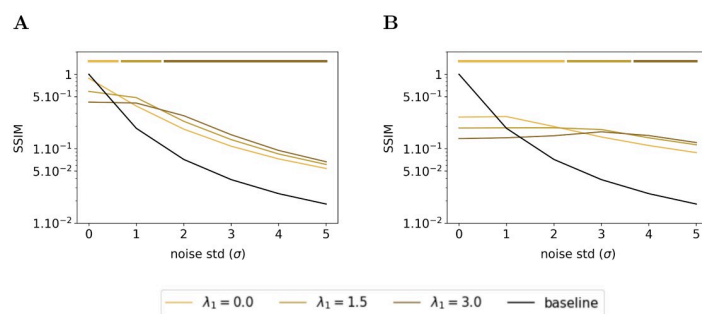 A
B
SSIM
1
5.10⁻¹
1.10⁻¹
5.10⁻²
1.10⁻²
0 1 2 3 4 5
noise std (σ)
SSIM
1
5.10⁻¹
1.10⁻¹
5.10⁻²
1.10⁻²
0 1 2 3 4 5
noise std (σ)
λ₁ = 0.0 λ₁ = 1.5 λ₁ = 3.0 baseline